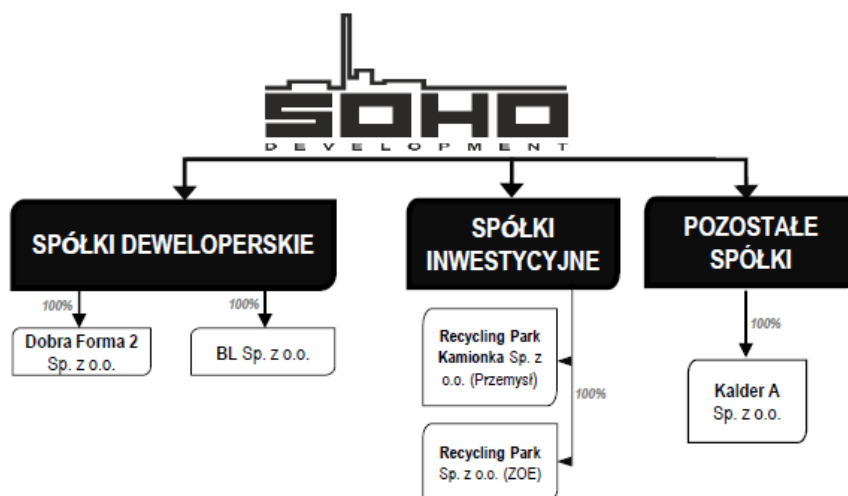 SOHO
DEVELOPMENT
SPÓŁKI DEWELOPERSKIE
SPÓŁKI
INWESTYCYJNE
POZOSTAŁE
SPÓŁKI
100%
100%
Dobra Forma 2
Sp. z o.o.
BL Sp. z o.o.
Recycling Park
Kamionka Sp. z
o.o. (Przemysł)
100%
Recycling Park
Sp. z o.o. (ZOE)
100%
Kalder A
Sp. z o.o.